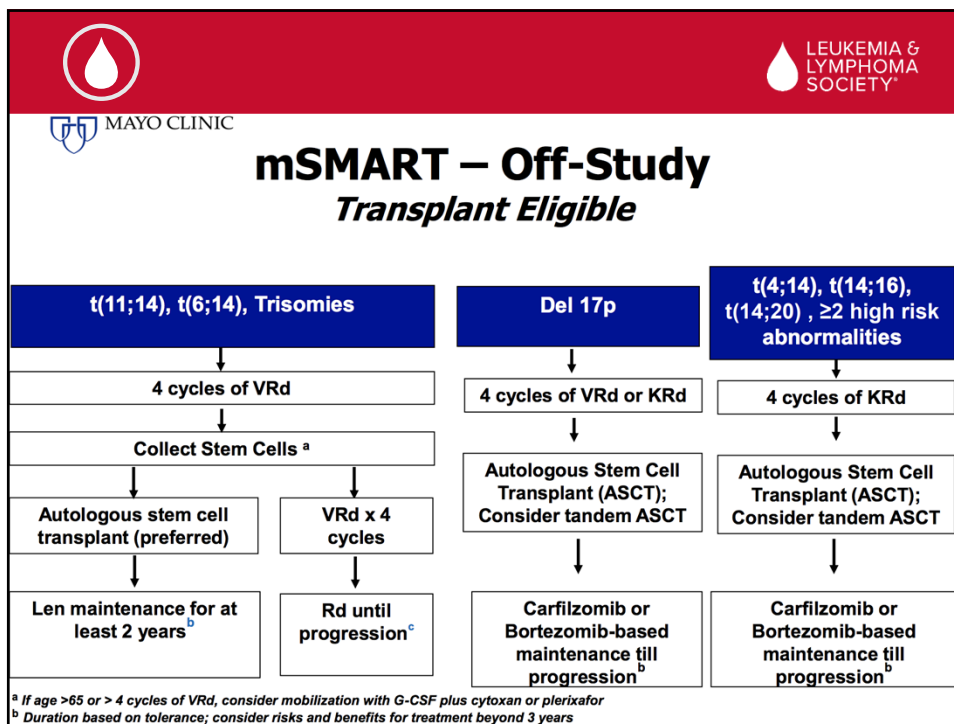 LEUKEMIA &
LYMPHOMA
SOCIETY®
MAYO CLINIC
mSMART – Off-Study
Transplant Eligible
t(11;14), t(6;14), Trisomies
4 cycles of VRd
Collect Stem Cells a
Autologous stem cell
transplant (preferred)
Len maintenance for at
least 2 years b
VRd x 4
cycles
Rd until
progression c
Del 17p
4 cycles of VRd or KRd
Autologous Stem Cell
Transplant (ASCT);
Consider tandem ASCT
Carfilzomib or
Bortezomib-based
maintenance till
progression b
t(4;14), t(14;16),
t(14;20) , ≥2 high risk
abnormalities
4 cycles of KRd
Autologous Stem Cell
Transplant (ASCT);
Consider tandem ASCT
Carfilzomib or
Bortezomib-based
maintenance till
progression b
a If age >65 or > 4 cycles of VRd, consider mobilization with G-CSF plus cytoxan or plerixafor
b Duration based on tolerance; consider risks and benefits for treatment beyond 3 years